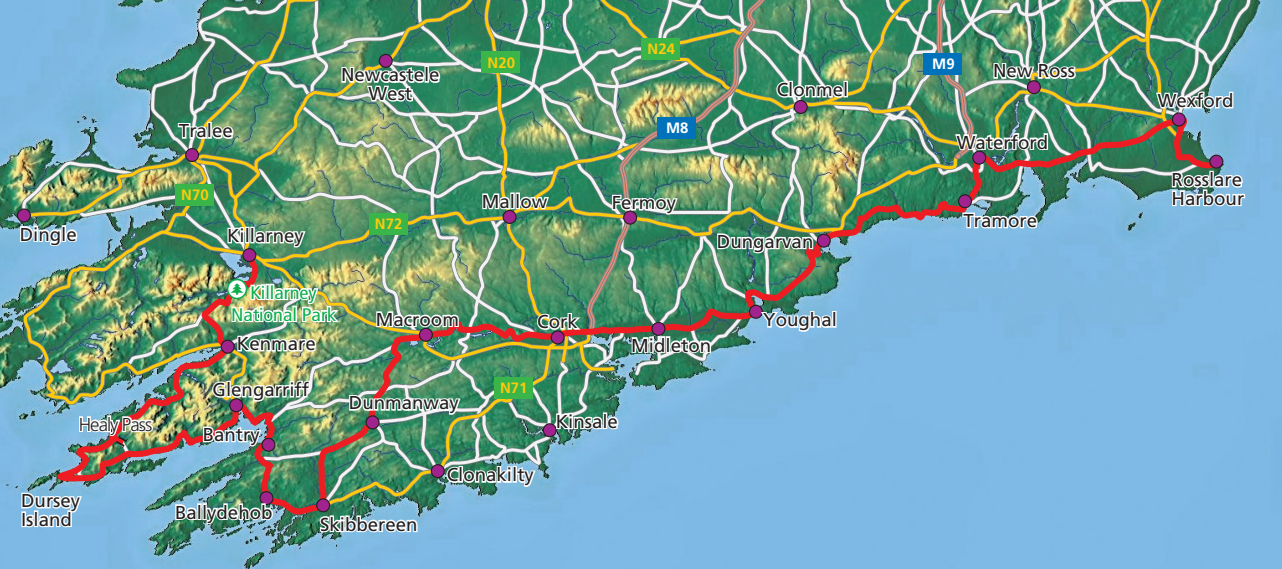 N24
N20
M9
Newcastele
West
New Ross
Clonmel
Wexford
M8
Tralee
Waterford
Rosslare
Harbour
N70
Mallow
Fermoy
Tramore
Dingle
N72
Killarney
Dungarvan
Killarney
National Park
Macroom
Cork
Youghal
Kenmare
Midleton
Glengarriff
N71
Dunmanway
Healy Pass
Bantry
Kinsale
Clonakilty
Dursey
Island
Ballydehob
Skibbereen